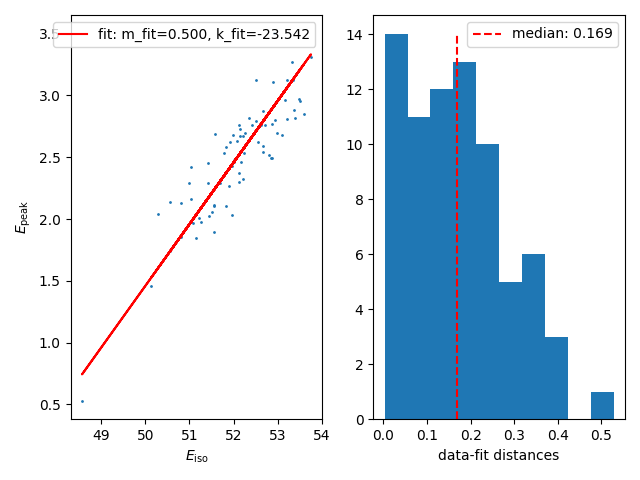 fit: m_fit=0.500, k_fit=-23.542
3.5
3.0
2.5
2.0
1.5
1.0
0.5
E_peak
49 50 51 52 53 54
E_iso
median: 0.169
14
12
10
8
6
4
2
0
0.0 0.1 0.2 0.3 0.4 0.5
data-fit distances